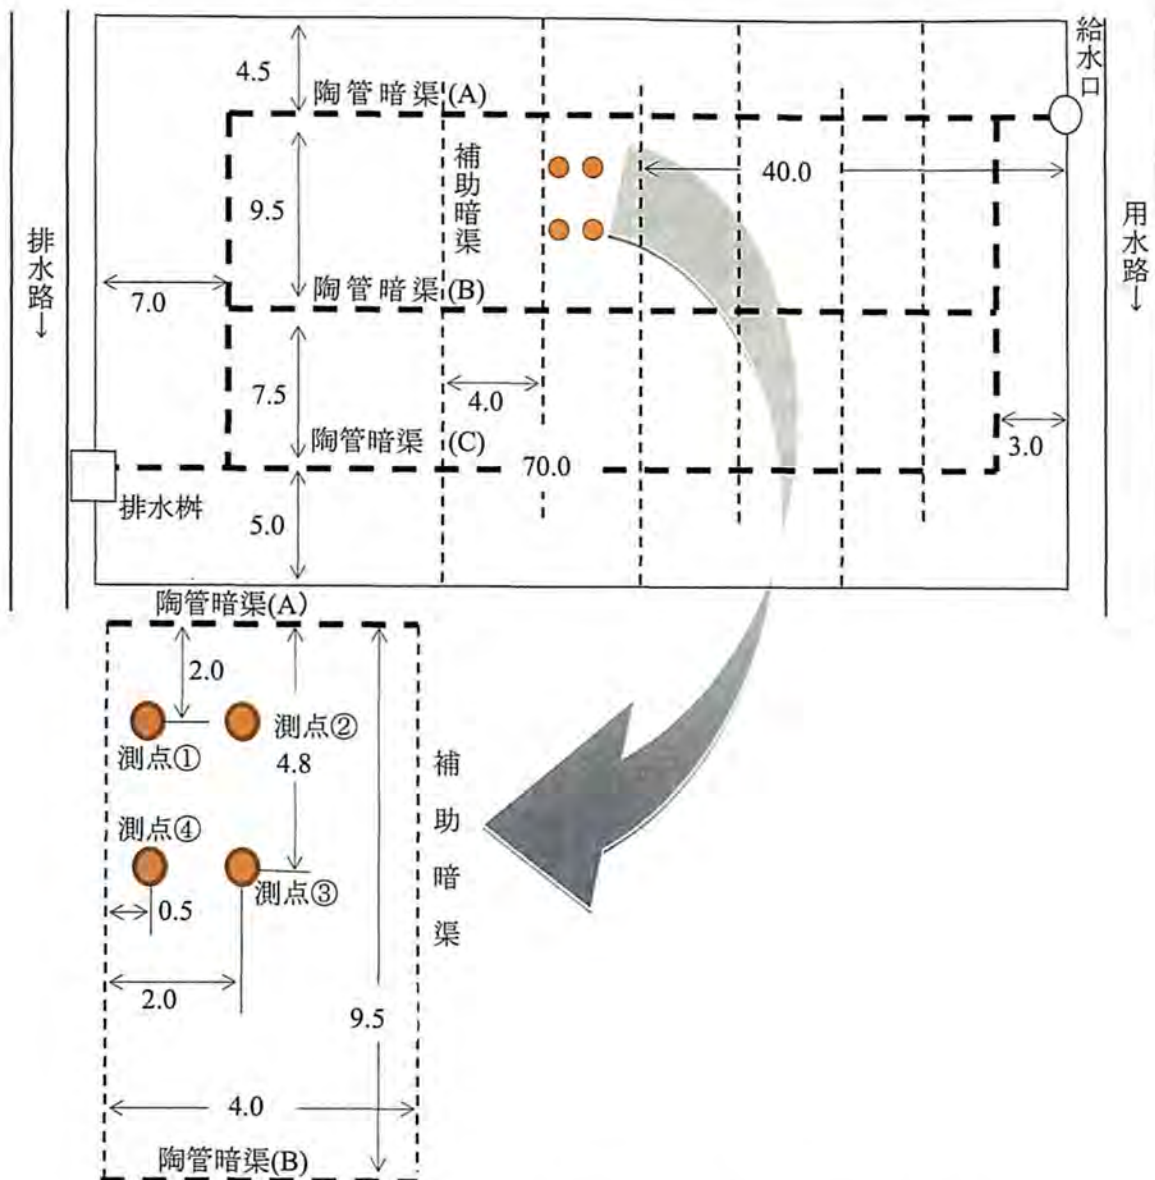 給水口
4.5
陶管暗渠(A)
補助暗渠
40.0
9.5
排水路↓
用水路↓
7.0
陶管暗渠(B)
7.5
4.0
陶管暗渠 (C)
70.0
3.0
排水桝
5.0
陶管暗渠(A)
2.0
測点②
測点①
4.8
補助暗渠
測点④
測点③
0.5
2.0
9.5
4.0
陶管暗渠(B)